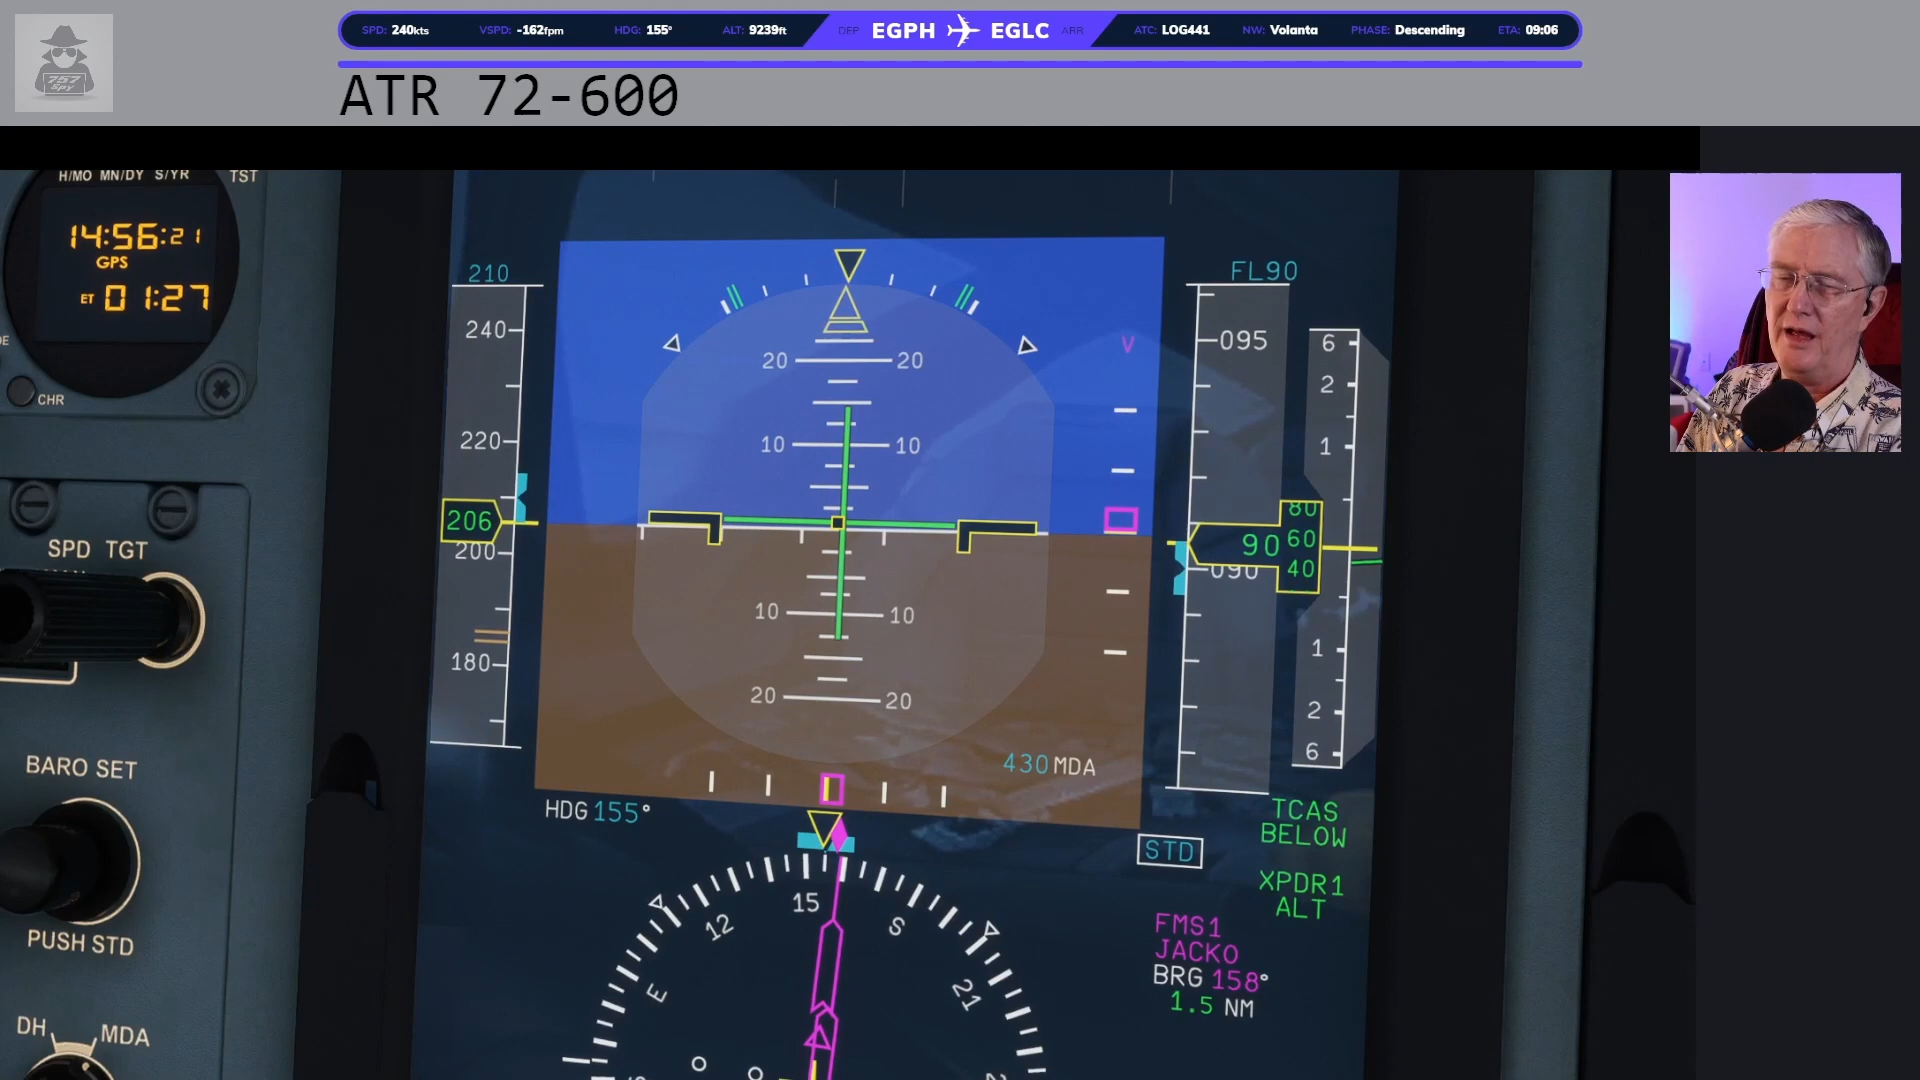 SPD: 240kts VSPD: -162fpm HDG: 155° ALT: 9239ft DEP EGPH EGLC ARR ATC: LOG441 NW: Volanta PHASE: Descending ETA: 09:06
757
Spy
ATR 72-600
H/MO MN/DY S/YR TST
14:56:21
GPS
ET 01:27
CHR
210
240
220
206
200
180
SPD TGT
BARO SET
PUSH STD
DH MDA
20 20
10 10
10 10
20 20
V
430 MDA
HDG 155°
FL90
095
90 80 60 40
090
6
2
1
1
2
6
STD
TCAS
BELOW
XPDR1
ALT
FMS1
JACKO
BRG 158°
1.5 NM
E 12 15 S 21